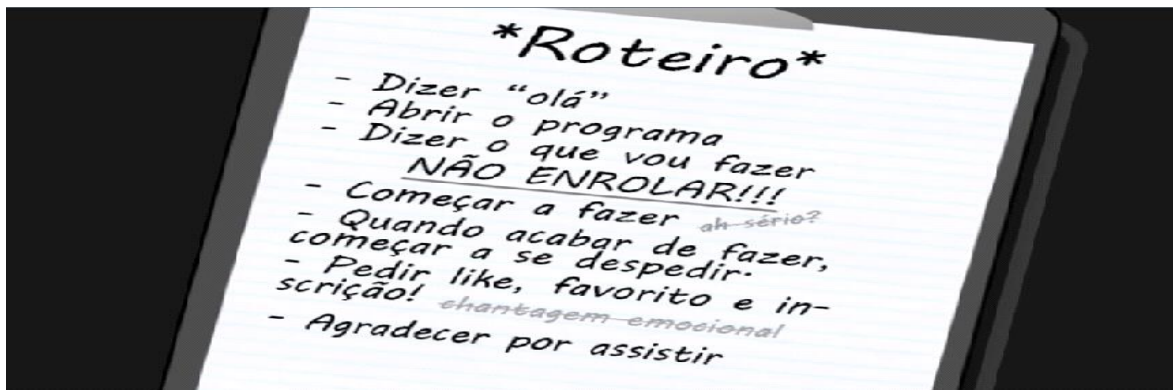 *Roteiro*
- Dizer “olá”
- Abrir o programa
- Dizer o que vou fazer
NÃO ENROLAR!!!
- Começar a fazer ah sério?
- Quando acabar de fazer,
começar a se despedir.
- Pedir like, favorito e in-
scrição! chantagem emocional
- Agradecer por assistir